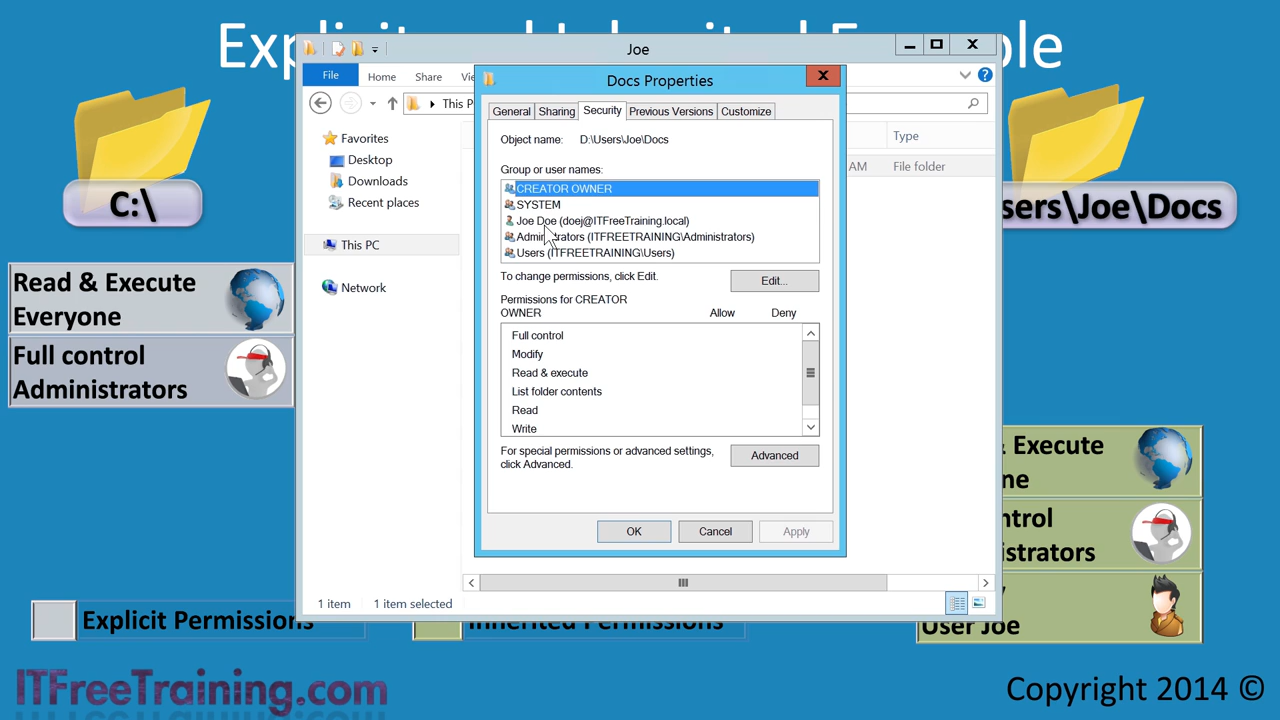 Joe
File
Home
Share
Docs Properties
This P
General
Sharing
Security
Previous Versions
Customize
Type
Object name: D:\Users\Joe\Docs
AM
File folder
Favorites
Desktop
Downloads
Recent places
This PC
Network
Group or user names:
CREATOR OWNER
SYSTEM
Joe Doe (doej@ITFreeTraining.local)
Administrators (ITFREETRAINING\Administrators)
Users (ITFREETRAINING\Users)
To change permissions, click Edit.
Edit...
Permissions for CREATOR
OWNER
Allow
Deny
Full control
Modify
Read & execute
List folder contents
Read
Write
For special permissions or advanced settings,
click Advanced.
Advanced
OK
Cancel
Apply
1 item
1 item selected
C:\
sers\Joe\Docs
Read & Execute
Everyone
Full control
Administrators
& Execute
ne
ntrol
istrators
User Joe
Explicit Permissions
Inherited Permissions
ITFreeTraining.com
Copyright 2014 ©